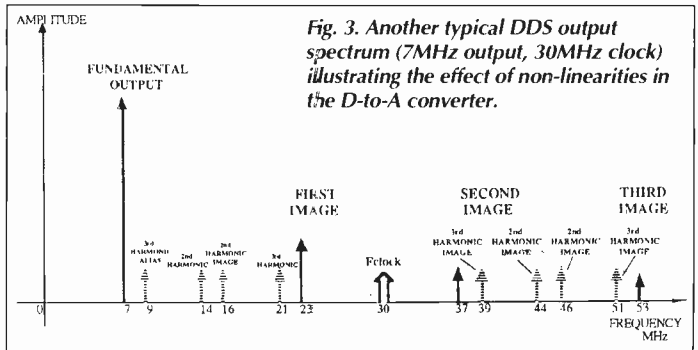 AMPLITUDE
Fig. 3. Another typical DDS output
spectrum (7MHz output, 30MHz clock)
illustrating the effect of non-linearities in
the D-to-A converter.
FUNDAMENTAL
OUTPUT
FIRST
IMAGE
SECOND
IMAGE
THIRD
IMAGE
3rd
HARMONIC
ALIAS
2nd
HARMONIC
2nd
HARMONIC
IMAGE
3rd
HARMONIC
Fclock
3rd
HARMONIC
IMAGE
2nd
HARMONIC
IMAGE
2nd
HARMONIC
IMAGE
3rd
HARMONIC
IMAGE
0 7 9 14 16 21 23 30 37 39 44 46 51 53
FREQUENCY
MHz